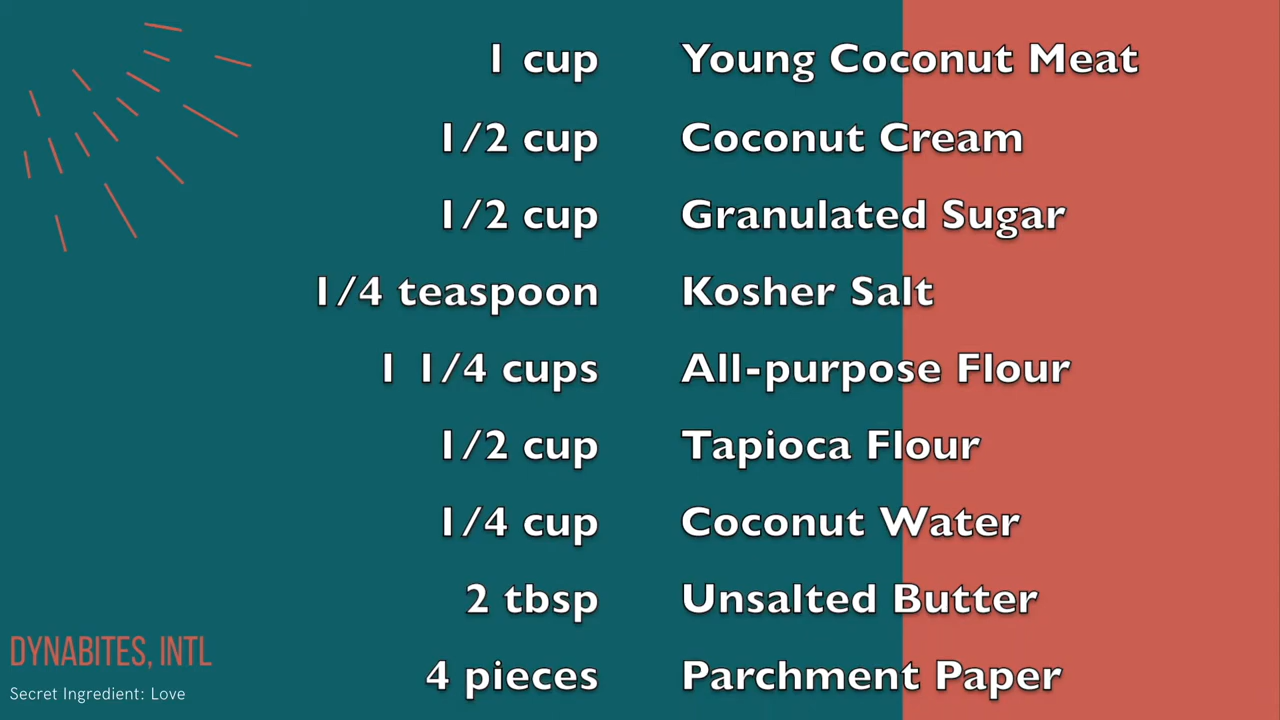 1 cup Young Coconut Meat
1/2 cup Coconut Cream
1/2 cup Granulated Sugar
1/4 teaspoon Kosher Salt
1 1/4 cups All-purpose Flour
1/2 cup Tapioca Flour
1/4 cup Coconut Water
2 tbsp Unsalted Butter
4 pieces Parchment Paper
DYNABITES, INTL
Secret Ingredient: Love